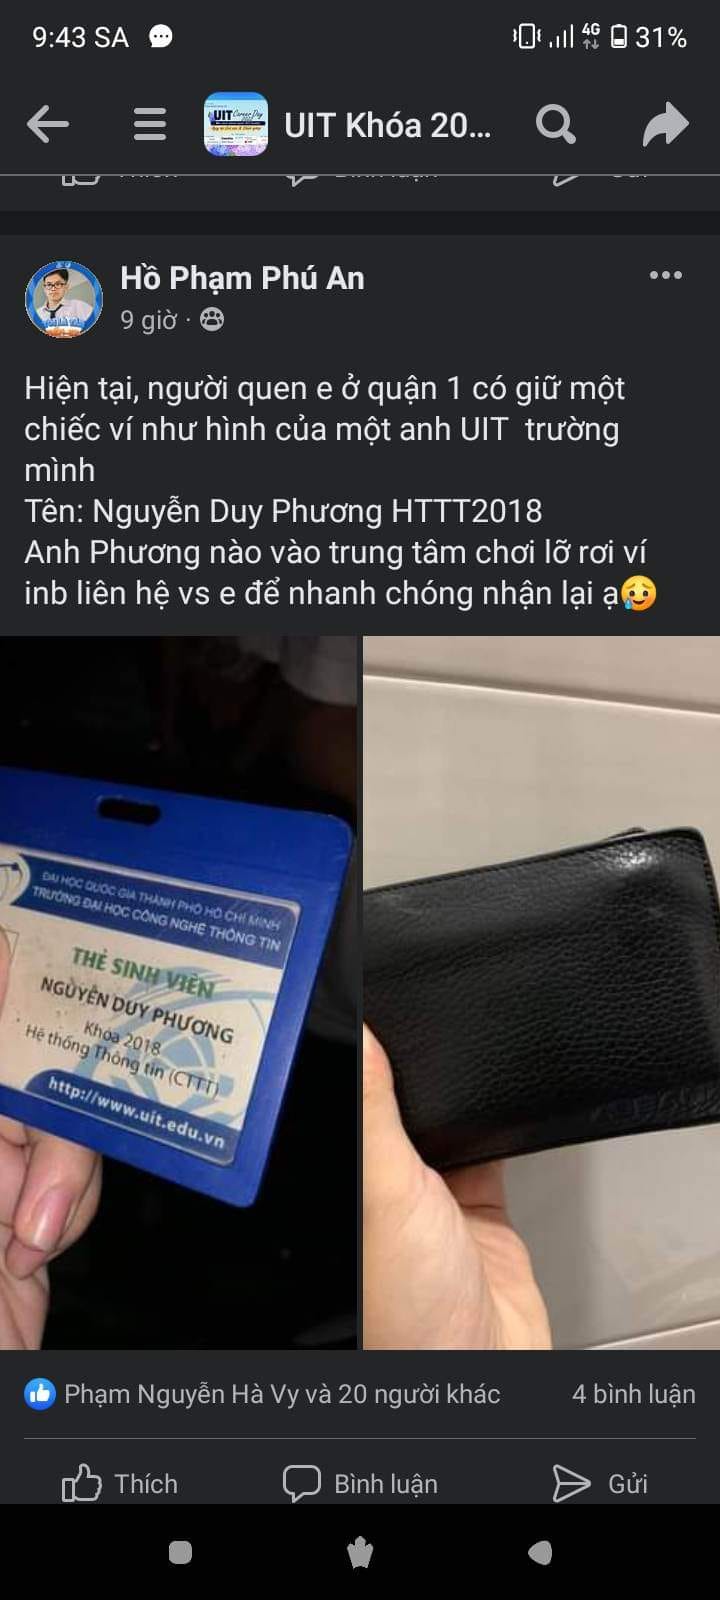 9:43 SA
4G
31%
UIT Khóa 20...
Hồ Phạm Phú An
9 giờ ·
Hiện tại, người quen e ở quận 1 có giữ một
chiếc ví như hình của một anh UIT trường
mình
Tên: Nguyễn Duy Phương HTTT2018
Anh Phương nào vào trung tâm chơi lỡ rơi ví
inb liên hệ vs e để nhanh chóng nhận lại ạ
ĐẠI HỌC QUỐC GIA THÀNH PHỐ HỒ CHÍ MINH
TRƯỜNG ĐẠI HỌC CÔNG NGHỆ THÔNG TIN
THẺ SINH VIÊN
NGUYỄN DUY PHƯƠNG
Khoa 2018
Hệ thống Thông tin (CTTT)
http://www.uit.edu.vn
Phạm Nguyễn Hà Vy và 20 người khác
4 bình luận
Thích
Bình luận
Gửi